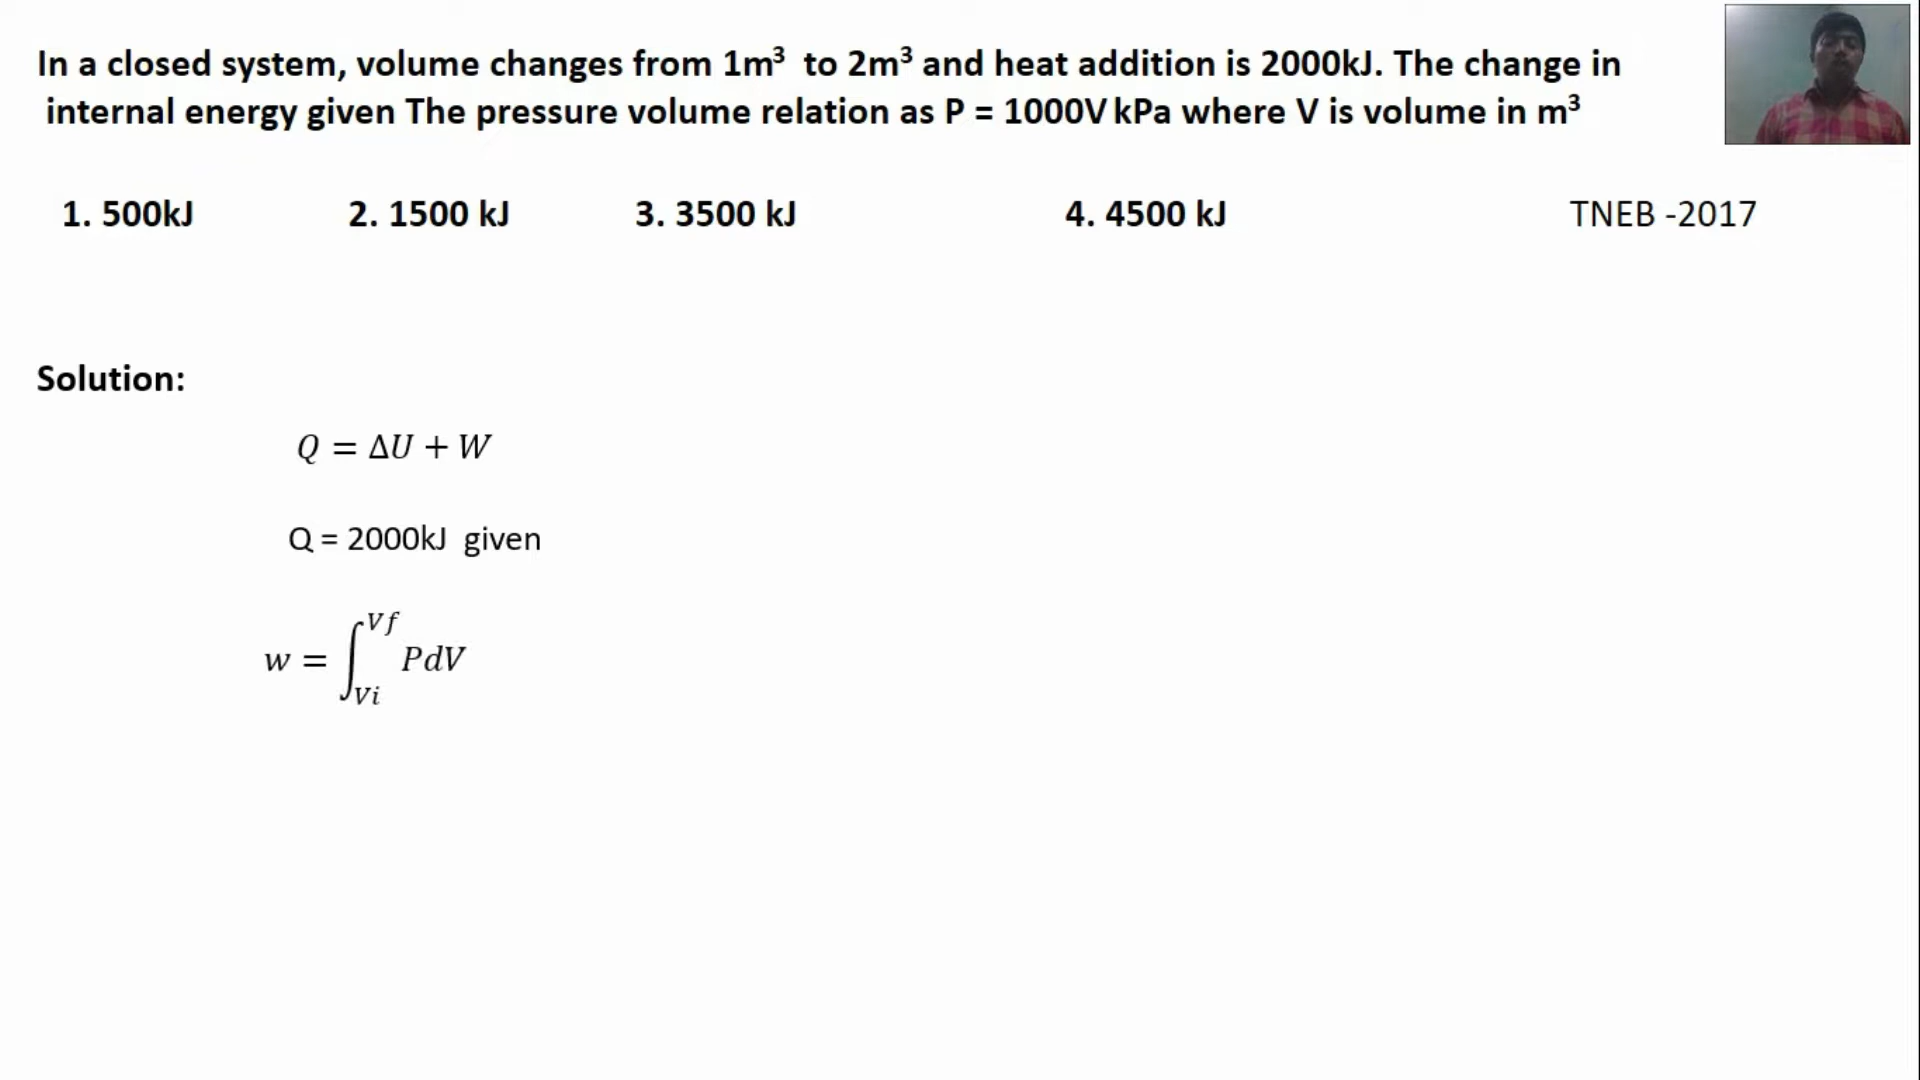 In a closed system, volume changes from 1m³ to 2m³ and heat addition is 2000kJ. The change in
internal energy given The pressure volume relation as P = 1000V kPa where V is volume in m³
1. 500kJ 2. 1500 kJ 3. 3500 kJ 4. 4500 kJ TNEB -2017
Solution:
Q = ΔU + W
Q = 2000kJ given
w = ∫_{Vi}^{Vf} PdV